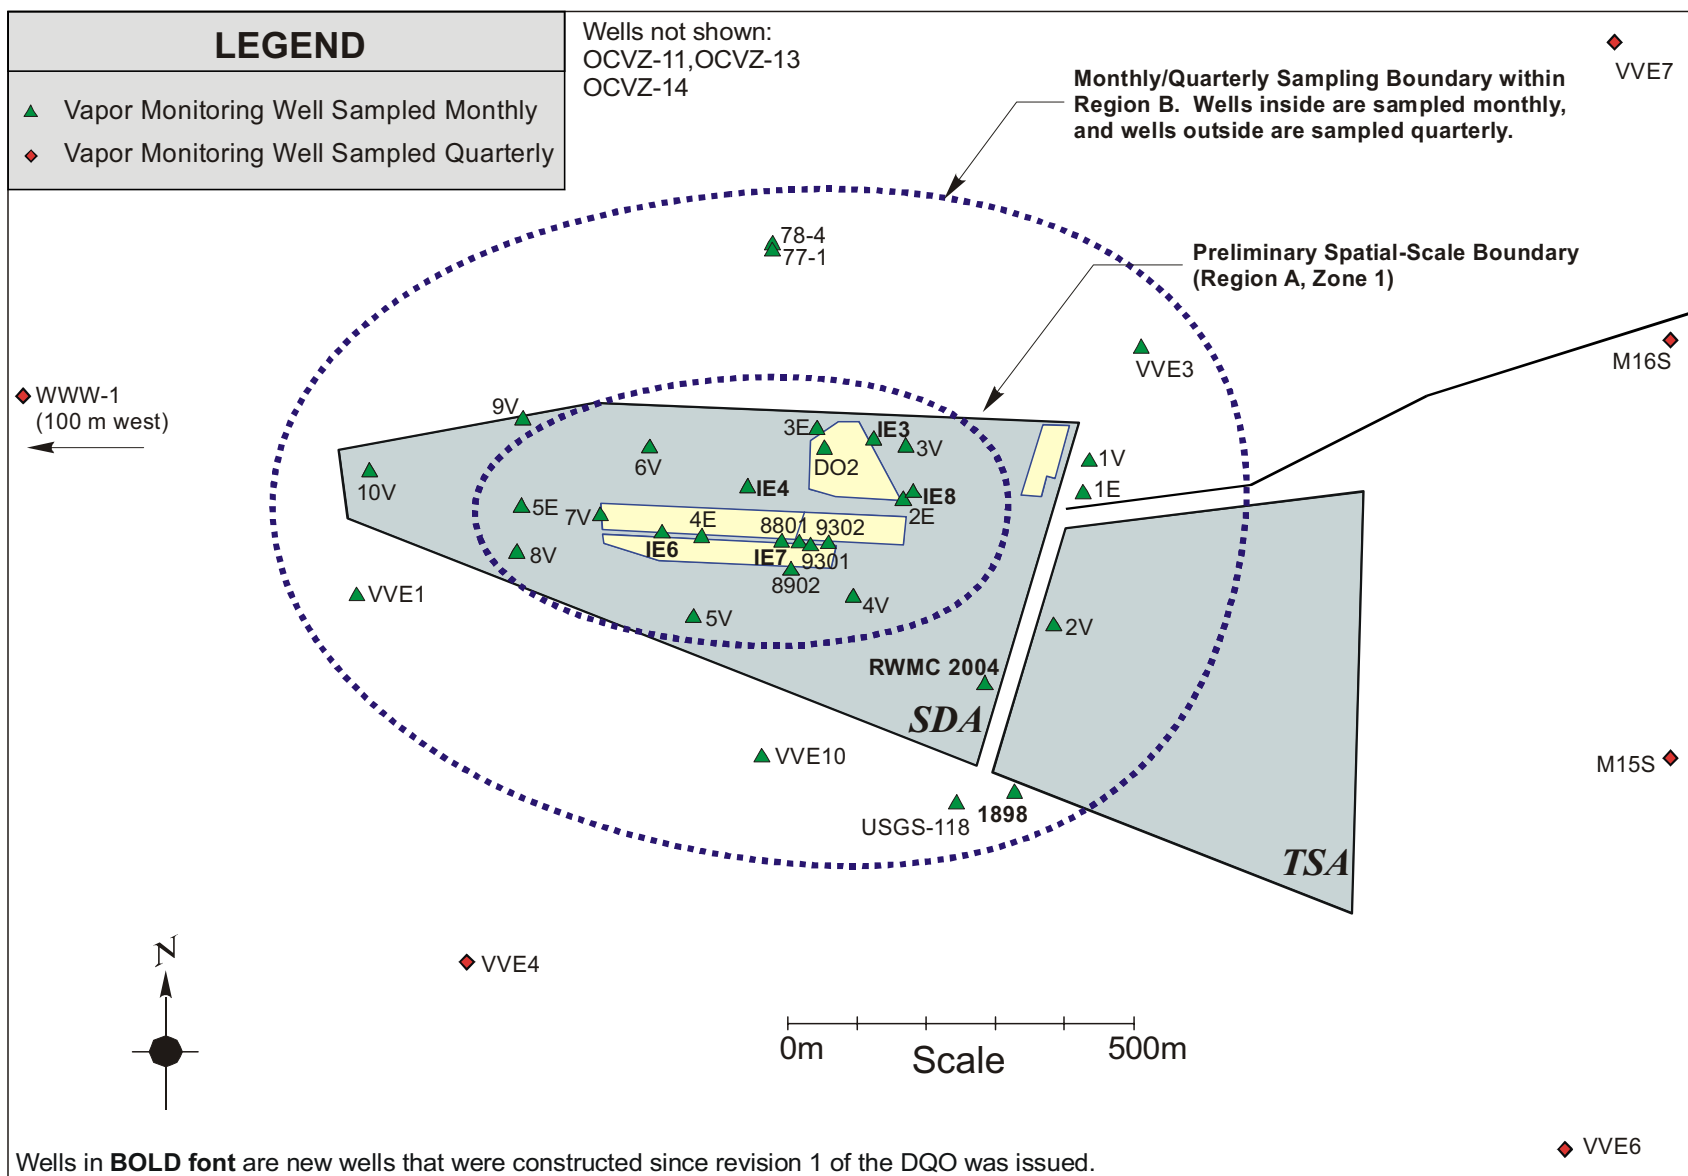 LEGEND
Vapor Monitoring Well Sampled Monthly
Vapor Monitoring Well Sampled Quarterly
Wells not shown:
OCVZ-11,OCVZ-13
OCVZ-14
Monthly/Quarterly Sampling Boundary within
Region B. Wells inside are sampled monthly,
and wells outside are sampled quarterly.
VVE7
78-4
77-1
Preliminary Spatial-Scale Boundary
(Region A, Zone 1)
VVE3
M16S
WWW-1
(100 m west)
9V
3E
IE3
3V
6V
DO2
1V
10V
IE4
IE8
1E
5E
7V
4E
8801
9302
2E
8V
IE6
IE7
9301
8902
VVE1
4V
5V
2V
RWMC 2004
SDA
VVE10
M15S
USGS-118
1898
TSA
N
VVE4
0m
Scale
500m
VVE6
Wells in BOLD font are new wells that were constructed since revision 1 of the DQO was issued.